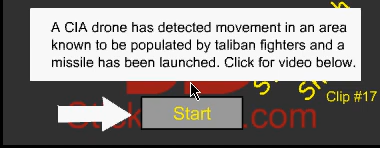 A CIA drone has detected movement in an area
known to be populated by taliban fighters and a
missile has been launched. Click for video below.
Clip #17
Start
.com